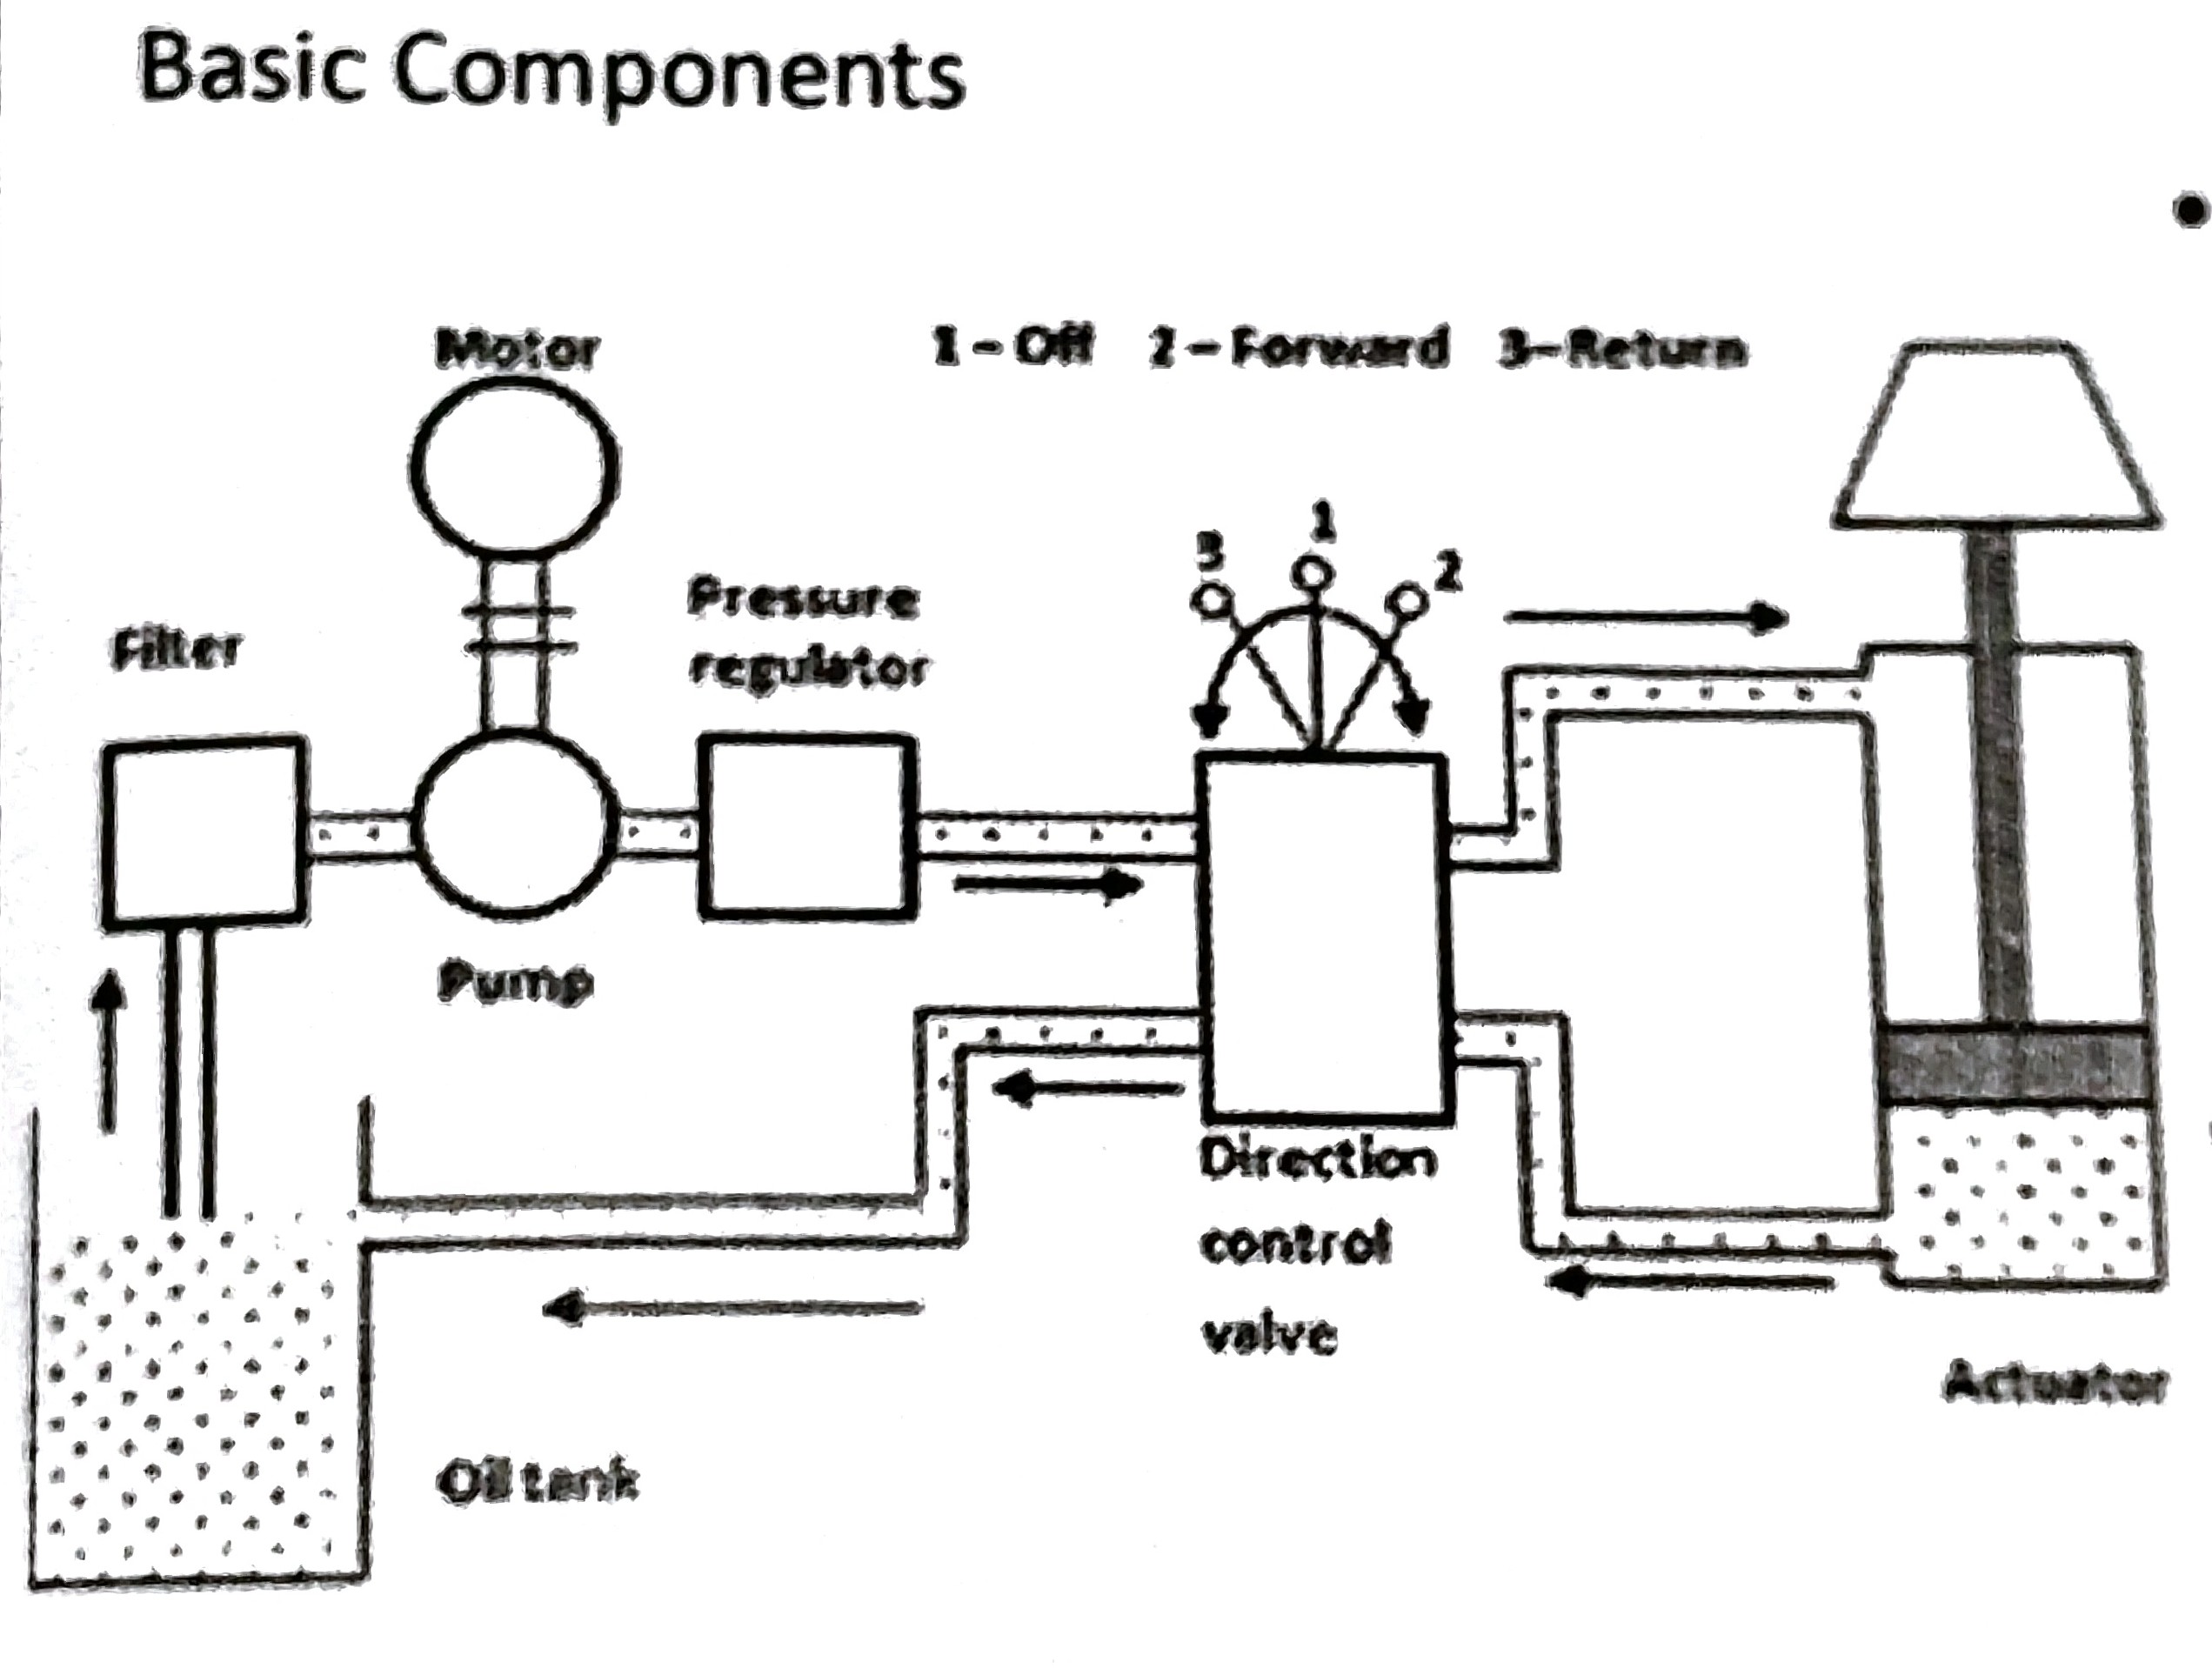 Basic Components
Motor
1 – Off 2 – Forward 3–Return
1
3
2
Pressure
regulator
Filter
Pump
Direction
control
valve
Actuator
Oil tank